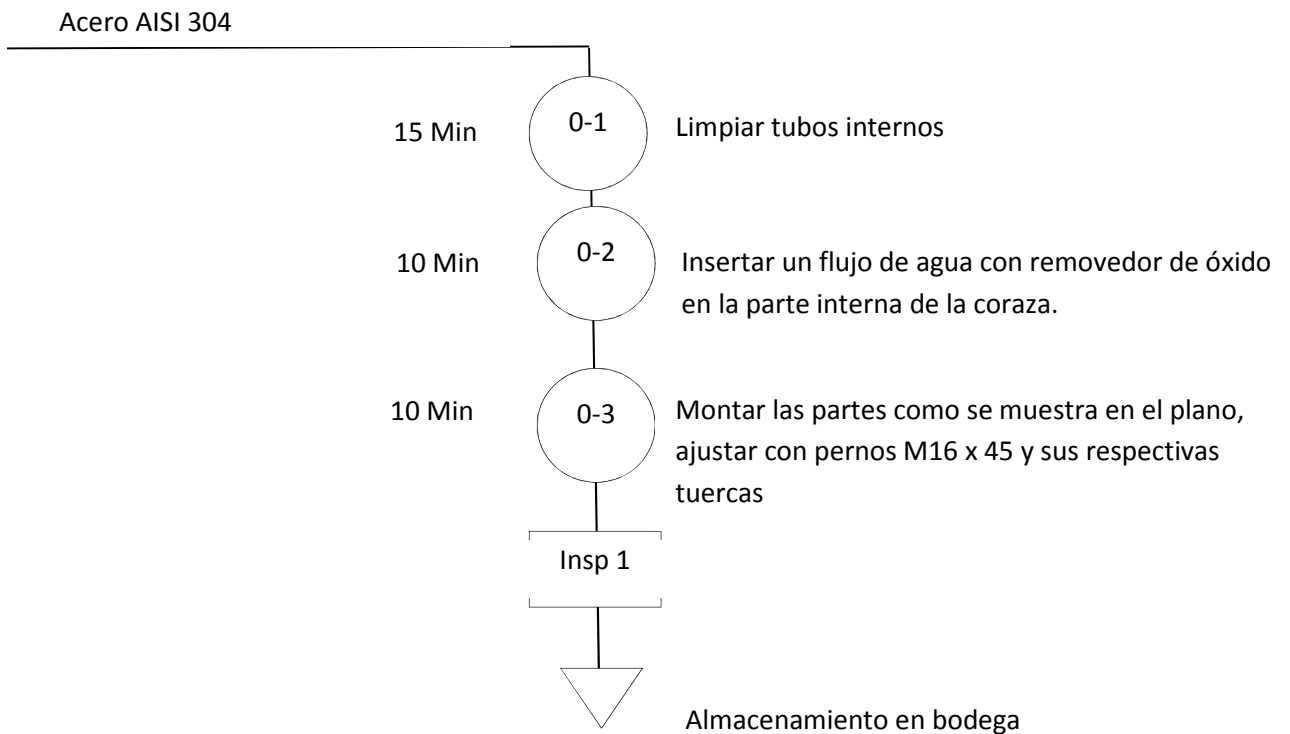 Acero AISI 304
15 Min
0-1
Limpiar tubos internos
10 Min
0-2
Insertar un flujo de agua con removedor de óxido
en la parte interna de la coraza.
10 Min
0-3
Montar las partes como se muestra en el plano,
ajustar con pernos M16 x 45 y sus respectivas
tuercas
Insp 1
Almacenamiento en bodega